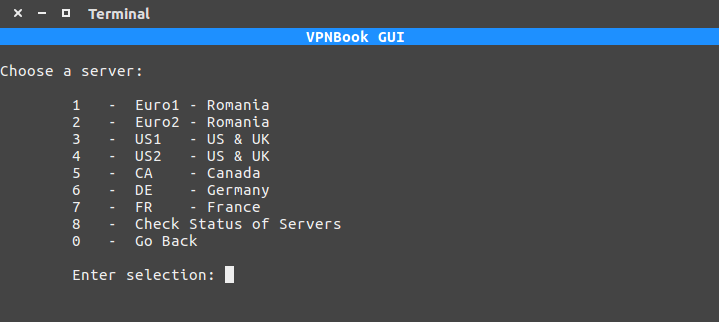 Terminal
VPNBook GUI
Choose a server:
1 - Euro1 - Romania
2 - Euro2 - Romania
3 - US1 - US & UK
4 - US2 - US & UK
5 - CA - Canada
6 - DE - Germany
7 - FR - France
8 - Check Status of Servers
0 - Go Back
Enter selection: